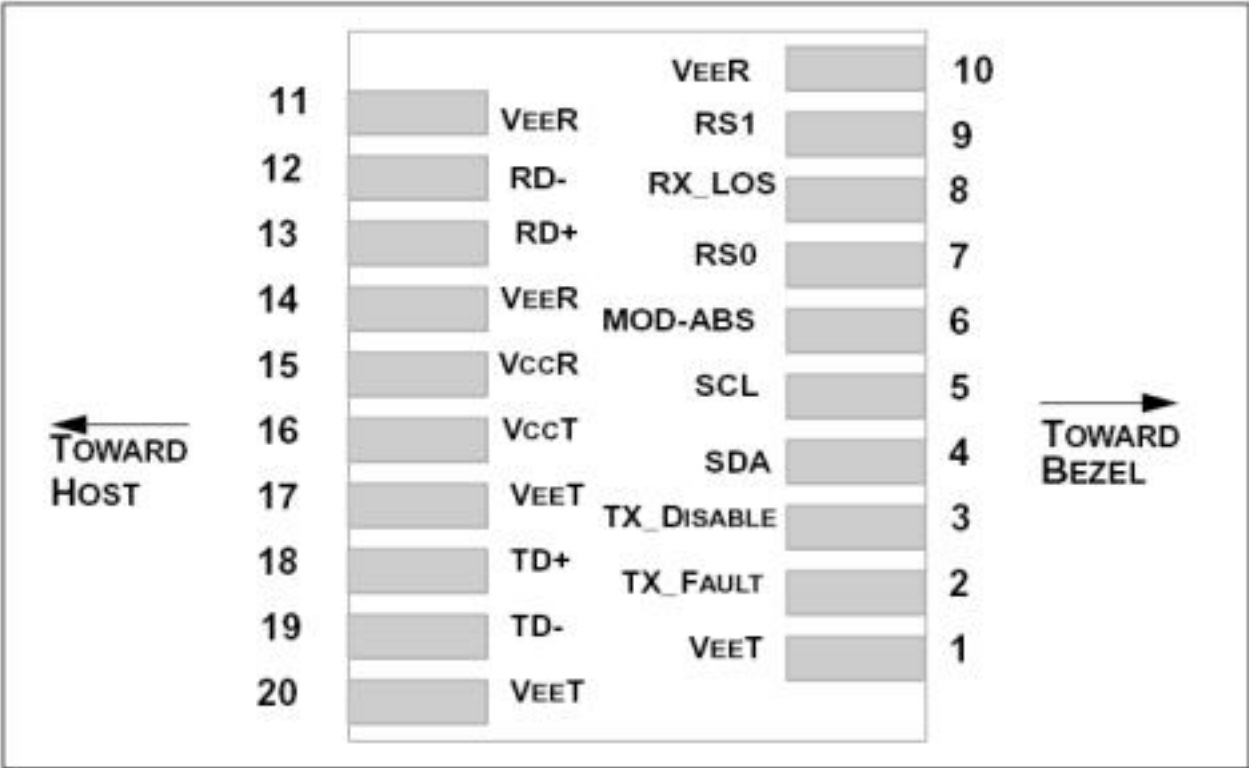 VEER 10
11 VEER
RS1 9
12 RD-
RX_LOS 8
13 RD+
RS0 7
14 VEER
MOD-ABS 6
15 VCCR
SCL 5
16 VCCT
SDA 4
17 VEET
TX_DISABLE 3
18 TD+
TX_FAULT 2
19 TD-
VEET 1
20 VEET
TOWARD
HOST
TOWARD
BEZEL